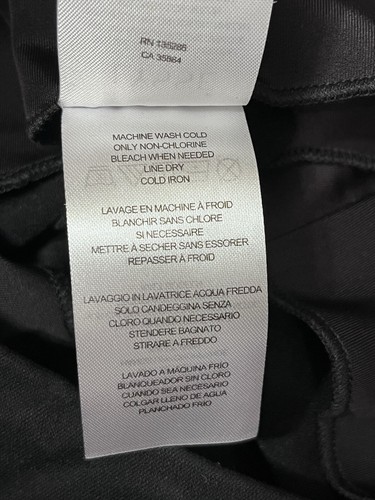 RN 135288
CA 35864
MACHINE WASH COLD
ONLY NON-CHLORINE
BLEACH WHEN NEEDED
LINE DRY
COLD IRON
LAVAGE EN MACHINE À FROID
BLANCHIR SANS CHLORE
SI NECESSAIRE
METTRE À SECHER SANS ESSORER
REPASSER À FROID
LAVAGGIO IN LAVATRICE ACQUA FREDDA
SOLO CANDEGGINA SENZA
CLORO QUANDO NECESSARIO
STENDERE BAGNATO
STIRARE A FREDDO
LAVADO A MÁQUINA FRIO
BLANQUEADOR SIN CLORO
CUANDO SEA NECESARIO
COLGAR LLENO DE AGUA
PLANCHADO FRIO